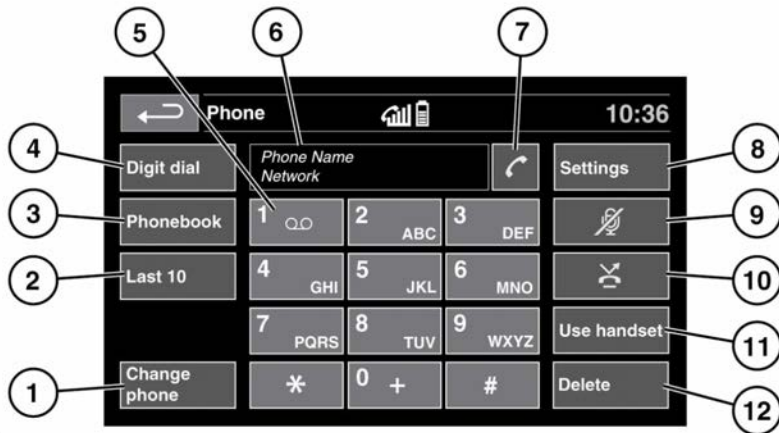 5
6
7
Phone
10:36
4
Digit dial
Phone Name
Network
Settings
8
3
Phonebook
1
2 ABC
3 DEF
9
2
Last 10
4 GHI
5 JKL
6 MNO
10
7 PQRS
8 TUV
9 WXYZ
Use handset
11
1
Change
phone
*
0 +
#
Delete
12